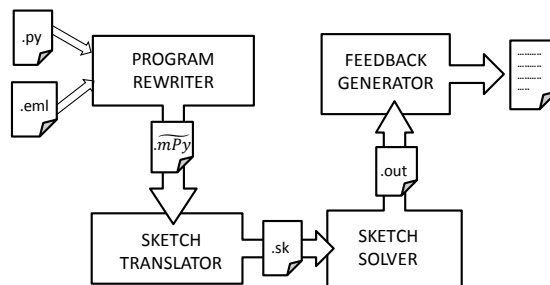 .py
.eml
PROGRAM
REWRITER
.mPy
SKETCH
TRANSLATOR
.sk
SKETCH
SOLVER
.out
FEEDBACK
GENERATOR